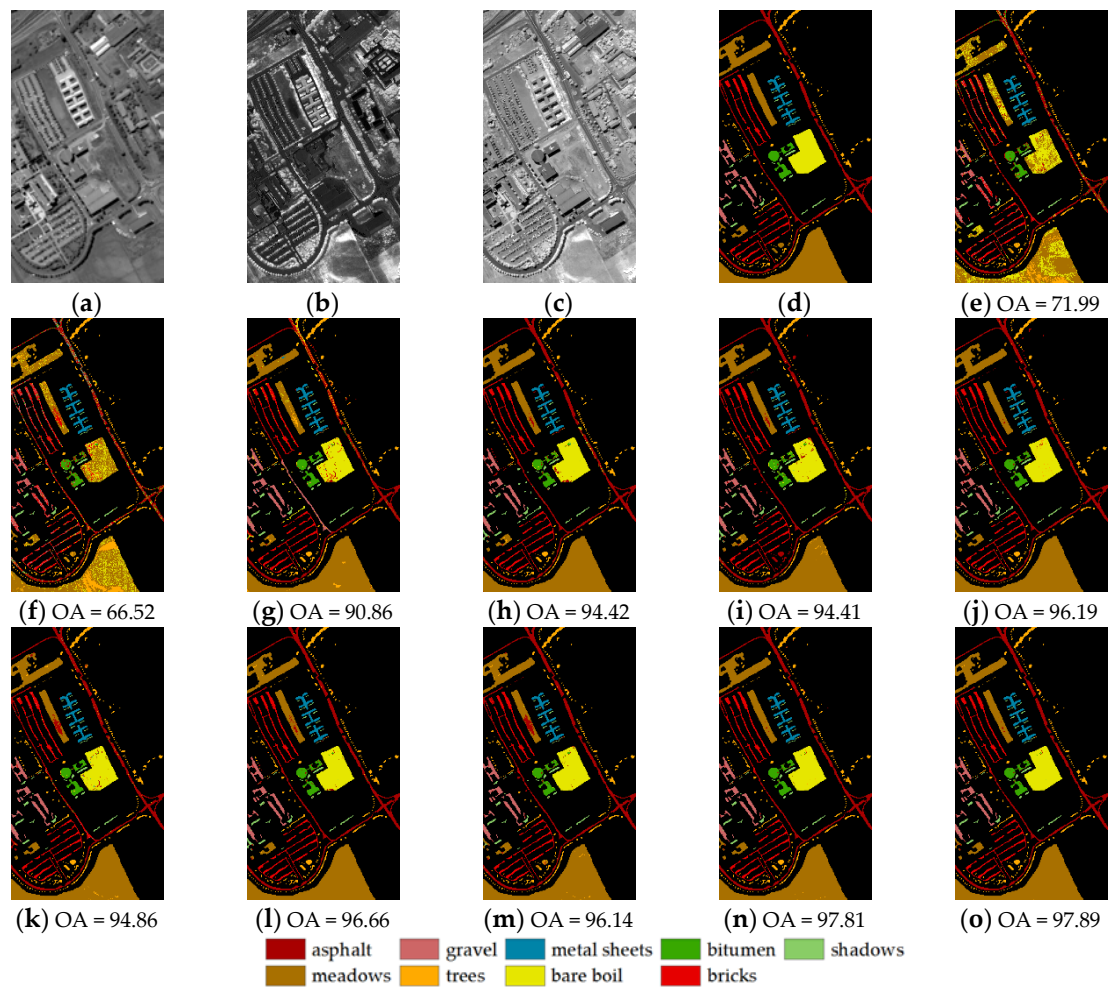 (a) (b) (c) (d) (e) OA = 71.99
(f) OA = 66.52 (g) OA = 90.86 (h) OA = 94.42 (i) OA = 94.41 (j) OA = 96.19
(k) OA = 94.86 (l) OA = 96.66 (m) OA = 96.14 (n) OA = 97.81 (o) OA = 97.89
asphalt gravel metal sheets bitumen shadows
meadows trees bare boil bricks